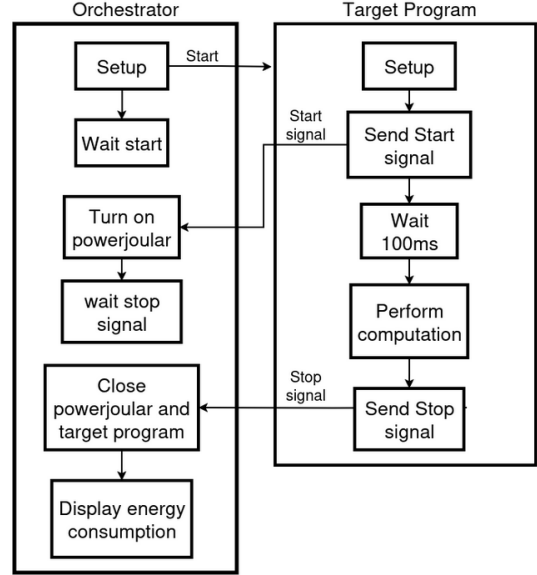 Orchestrator
Target Program
Setup
Start
Setup
Wait start
Start
signal
Send Start
signal
Turn on
powerjoular
Wait
100ms
wait stop
signal
Perform
computation
Close
powerjoular and
target program
Stop
signal
Send Stop
signal
Display energy
consumption